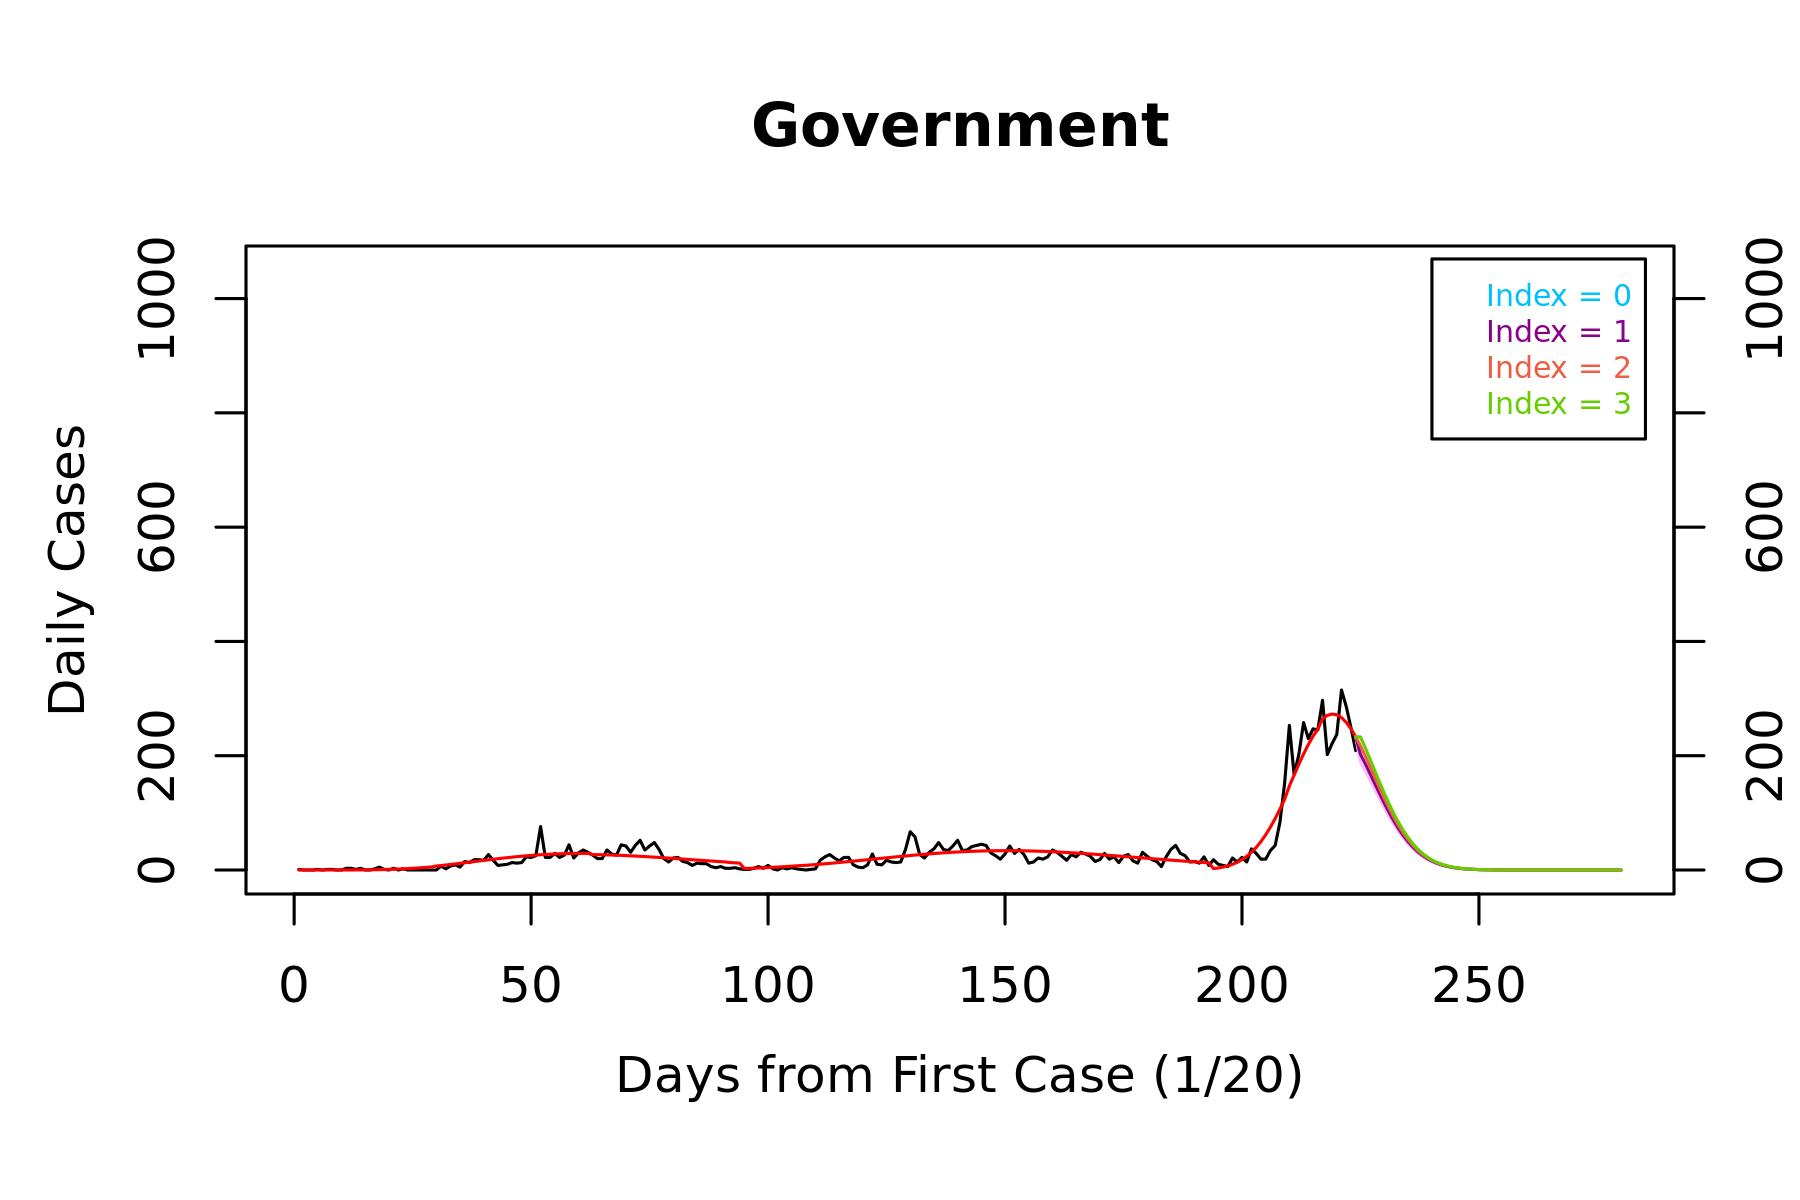 Government
Daily Cases
0
200
600
1000
Index = 0
Index = 1
Index = 2
Index = 3
0
200
600
1000
0 50 100 150 200 250
Days from First Case (1/20)